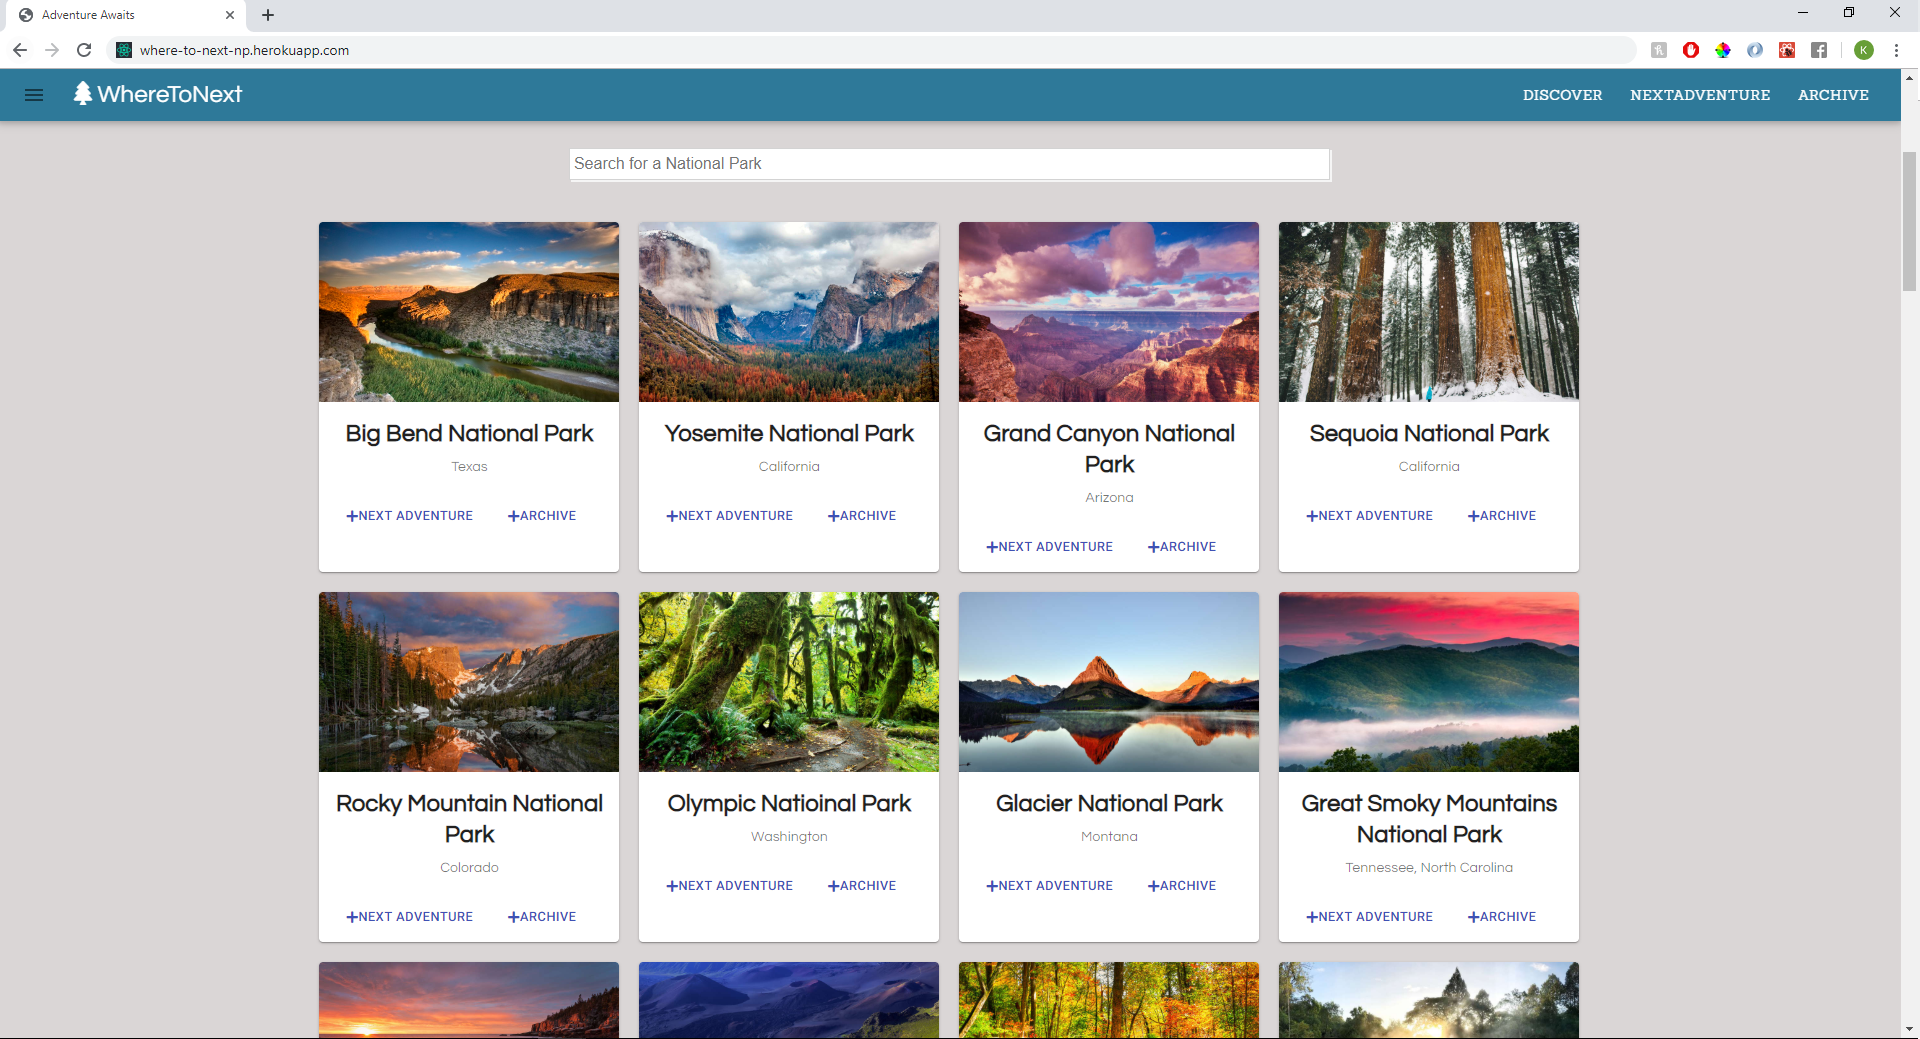 Adventure Awaits
where-to-next-np.herokuapp.com
K
WhereToNext
DISCOVER
NEXTADVENTURE
ARCHIVE
Search for a National Park
Big Bend National Park
Texas
+NEXT ADVENTURE
+ARCHIVE
Yosemite National Park
California
+NEXT ADVENTURE
+ARCHIVE
Grand Canyon National
Park
Arizona
+NEXT ADVENTURE
+ARCHIVE
Sequoia National Park
California
+NEXT ADVENTURE
+ARCHIVE
Rocky Mountain National
Park
Colorado
+NEXT ADVENTURE
+ARCHIVE
Olympic Natioinal Park
Washington
+NEXT ADVENTURE
+ARCHIVE
Glacier National Park
Montana
+NEXT ADVENTURE
+ARCHIVE
Great Smoky Mountains
National Park
Tennessee, North Carolina
+NEXT ADVENTURE
+ARCHIVE